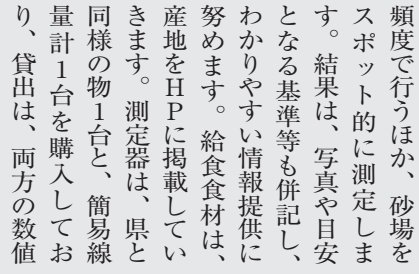 頻度で行うほか、砂場を
スポット的に測定しま
す。結果は、写真や目安
となる基準等も併記し、
わかりやすい情報提供に
努めます。給食食材は、
産地をHPに掲載してい
きます。測定器は、県と
同様の物1台と、簡易線
量計1台を購入してお
り、貸出は、両方の数値